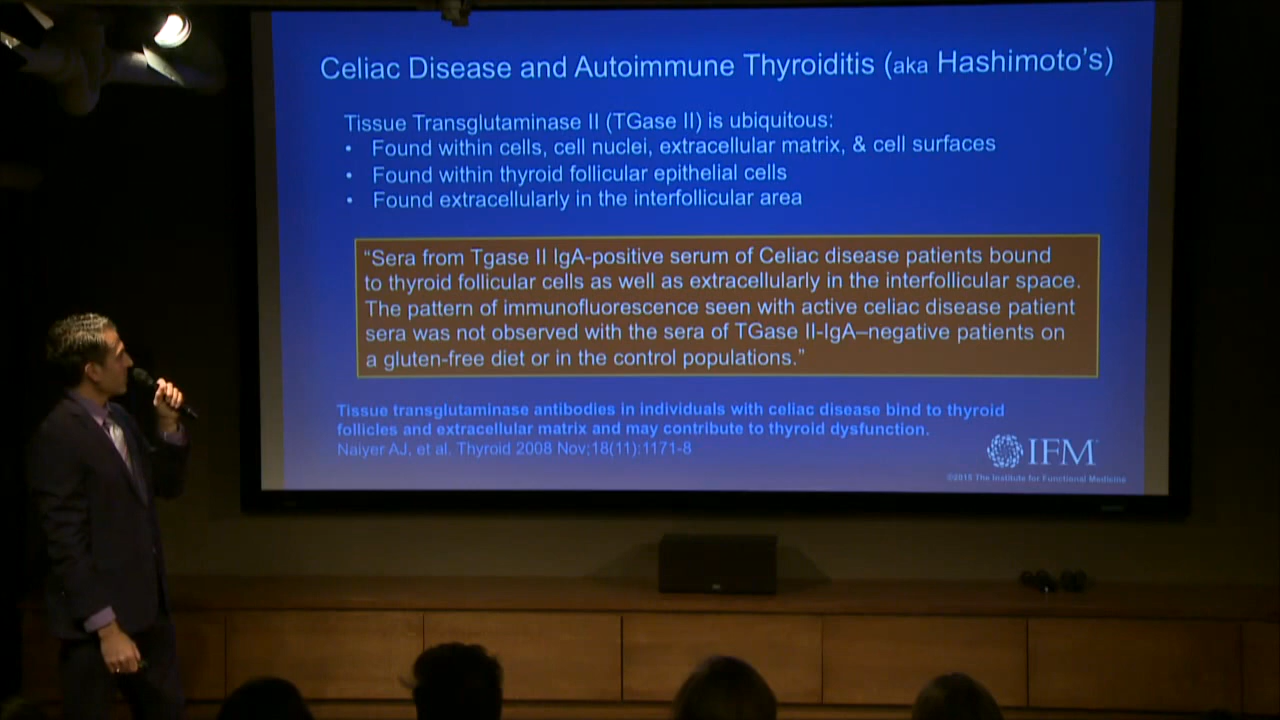 Celiac Disease and Autoimmune Thyroiditis (aka Hashimoto's)
Tissue Transglutaminase II (TGase II) is ubiquitous:
• Found within cells, cell nuclei, extracellular matrix, & cell surfaces
• Found within thyroid follicular epithelial cells
• Found extracellularly in the interfollicular area
“Sera from Tgase II IgA-positive serum of Celiac disease patients bound
to thyroid follicular cells as well as extracellularly in the interfollicular space.
The pattern of immunofluorescence seen with active celiac disease patient
sera was not observed with the sera of TGase II-IgA–negative patients on
a gluten-free diet or in the control populations.”
Tissue transglutaminase antibodies in individuals with celiac disease bind to thyroid
follicles and extracellular matrix and may contribute to thyroid dysfunction.
Naiyer AJ, et al. Thyroid 2008 Nov;18(11):1171-8
IFM
©2015 The Institute for Functional Medicine